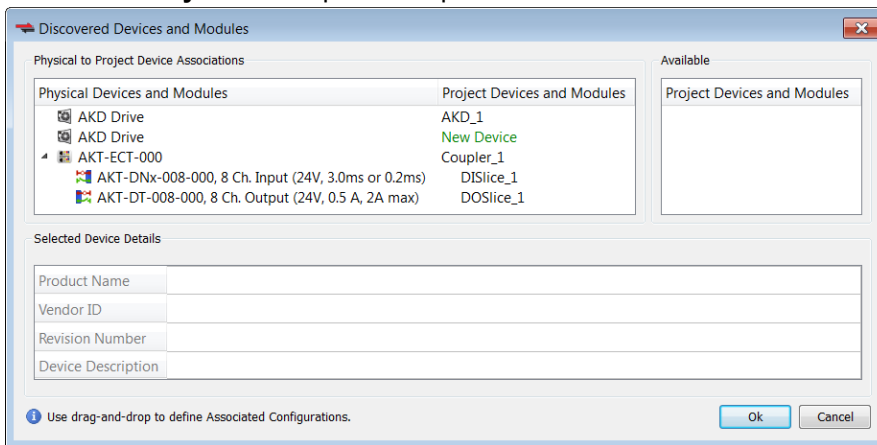 Discovered Devices and Modules
Physical to Project Device Associations
Available
Physical Devices and Modules Project Devices and Modules
Project Devices and Modules
AKD Drive AKD_1
AKD Drive New Device
AKT-ECT-000 Coupler_1
AKT-DNx-008-000, 8 Ch. Input (24V, 3.0ms or 0.2ms) DISlice_1
AKT-DT-008-000, 8 Ch. Output (24V, 0.5 A, 2A max) DOSlice_1
Selected Device Details
Product Name
Vendor ID
Revision Number
Device Description
Use drag-and-drop to define Associated Configurations.
Ok Cancel